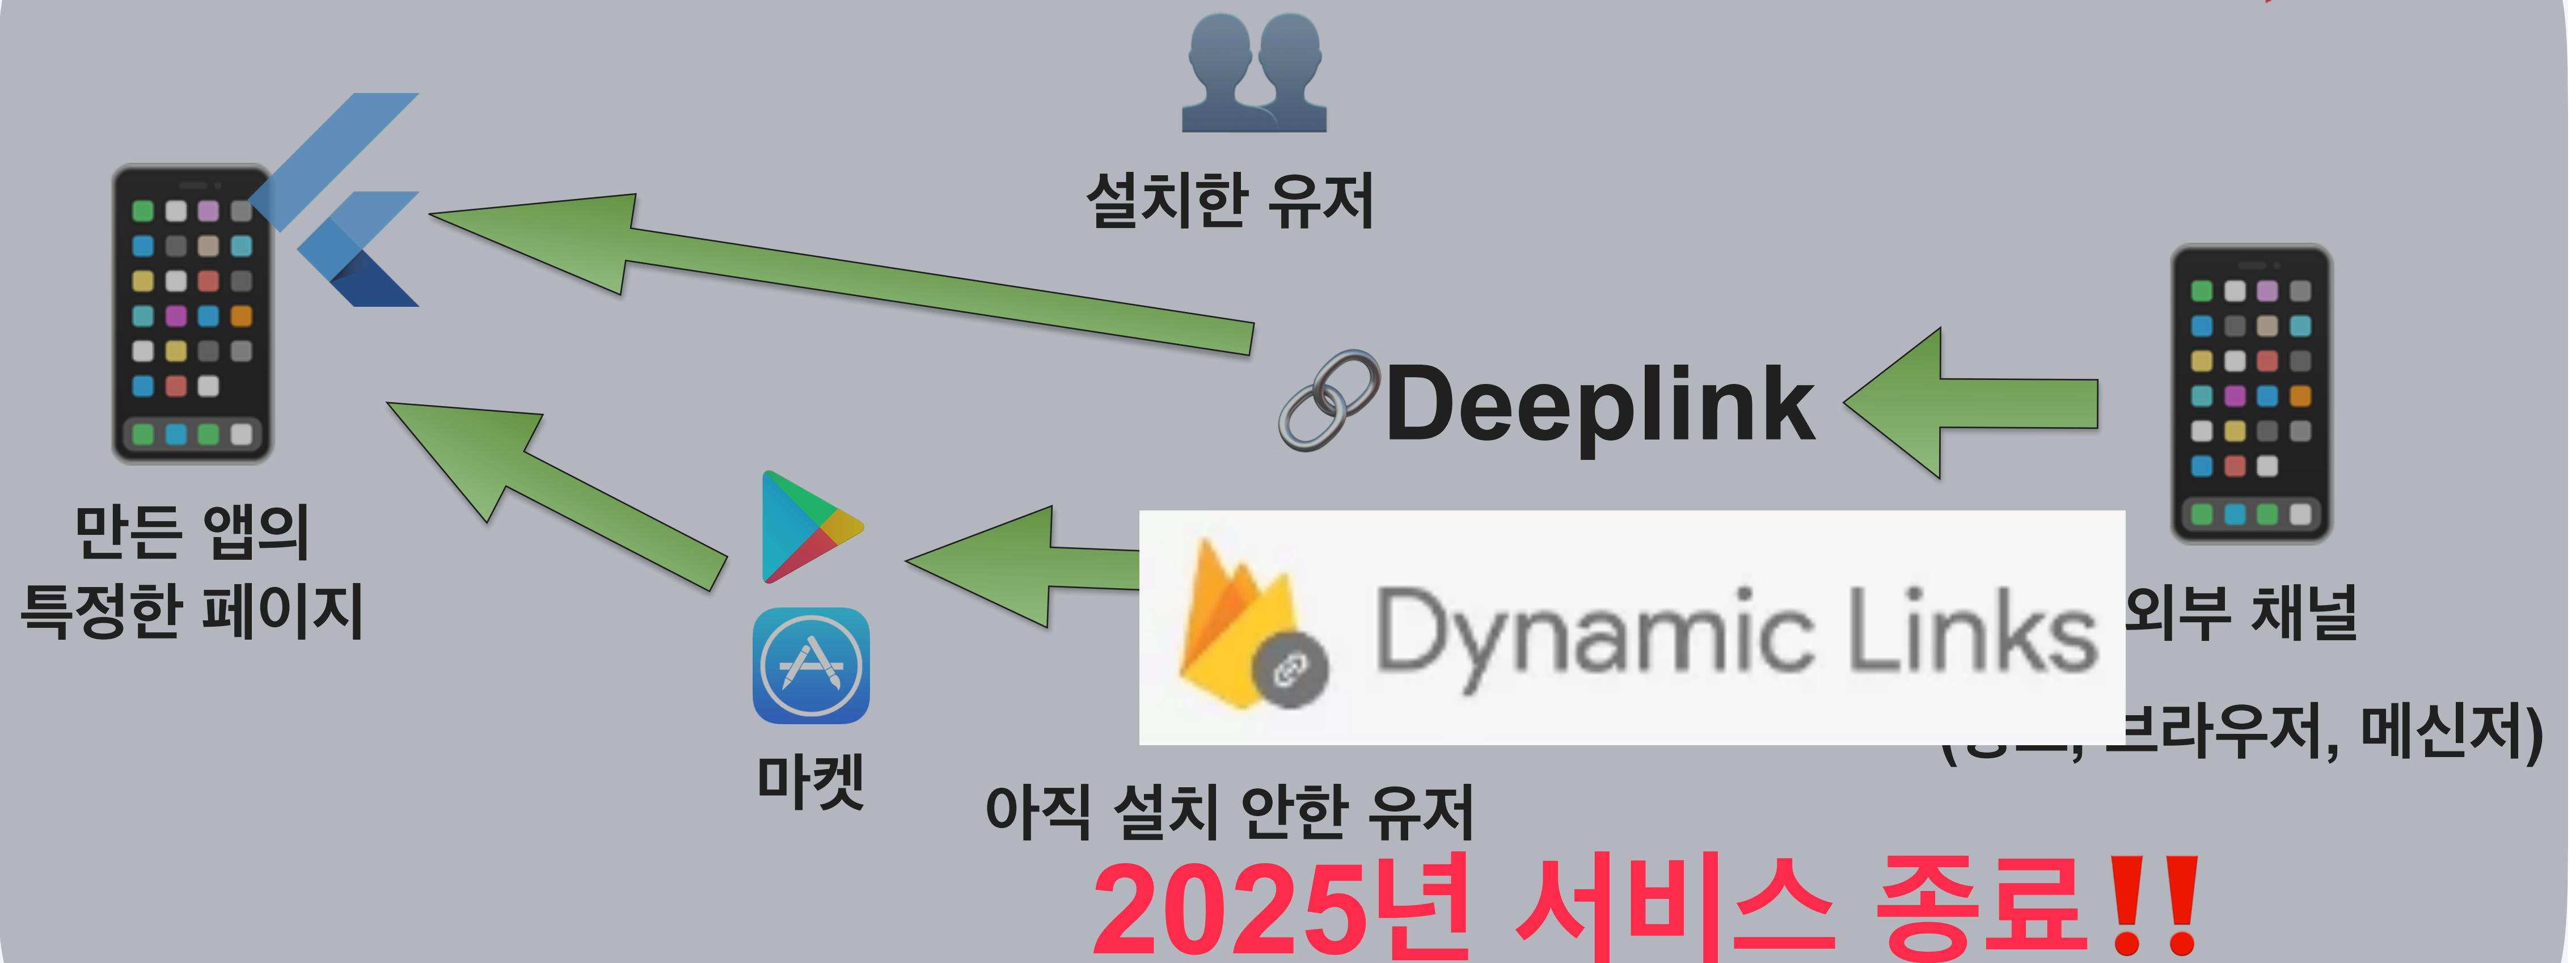 설치한 유저
Deeplink
만든 앱의
특정한 페이지
Dynamic Links
외부 채널
브라우저, 메신저)
마켓
아직 설치 안한 유저
2025년 서비스 종료‼️